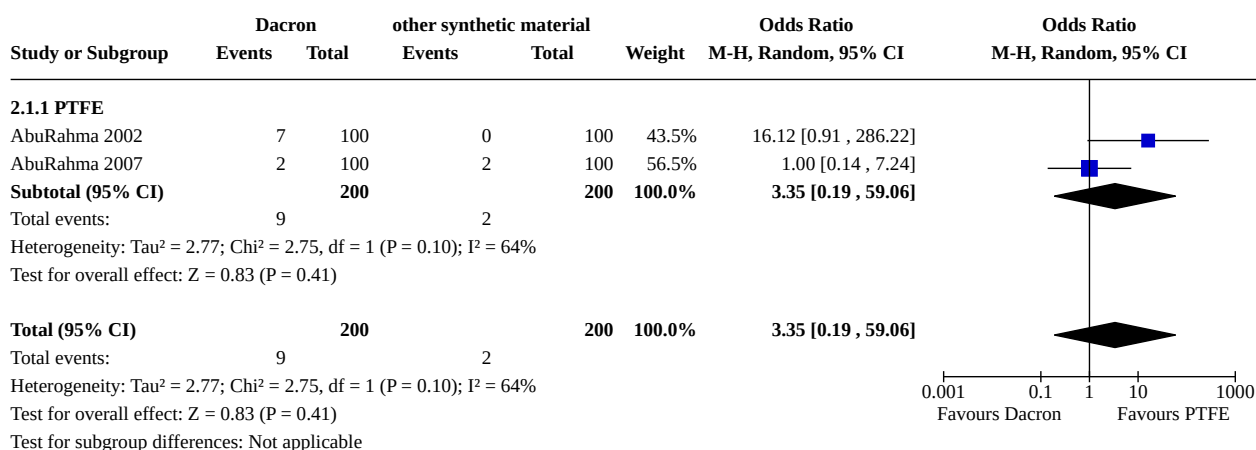 Dacron other synthetic material Odds Ratio Odds Ratio
Study or Subgroup Events Total Events Total Weight M-H, Random, 95% CI M-H, Random, 95% CI
2.1.1 PTFE
AbuRahma 2002 7 100 0 100 43.5% 16.12 [0.91 , 286.22]
AbuRahma 2007 2 100 2 100 56.5% 1.00 [0.14 , 7.24]
Subtotal (95% CI) 200 200 100.0% 3.35 [0.19 , 59.06]
Total events: 9 2
Heterogeneity: Tau² = 2.77; Chi² = 2.75, df = 1 (P = 0.10); I² = 64%
Test for overall effect: Z = 0.83 (P = 0.41)
Total (95% CI) 200 200 100.0% 3.35 [0.19 , 59.06]
Total events: 9 2
Heterogeneity: Tau² = 2.77; Chi² = 2.75, df = 1 (P = 0.10); I² = 64%
0.001 0.1 1 10 1000
Test for overall effect: Z = 0.83 (P = 0.41) Favours Dacron Favours PTFE
Test for subgroup differences: Not applicable